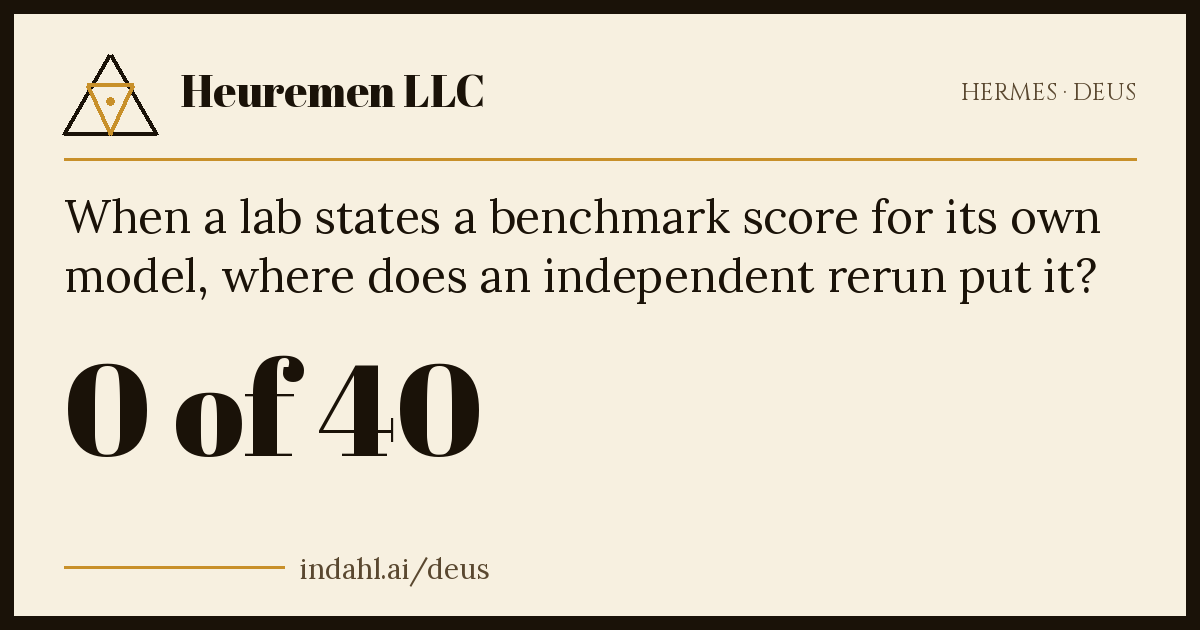 Heuremen LLC
HERMES · DEUS
When a lab states a benchmark score for its own
model, where does an independent rerun put it?
0 of 40
indahl.ai/deus